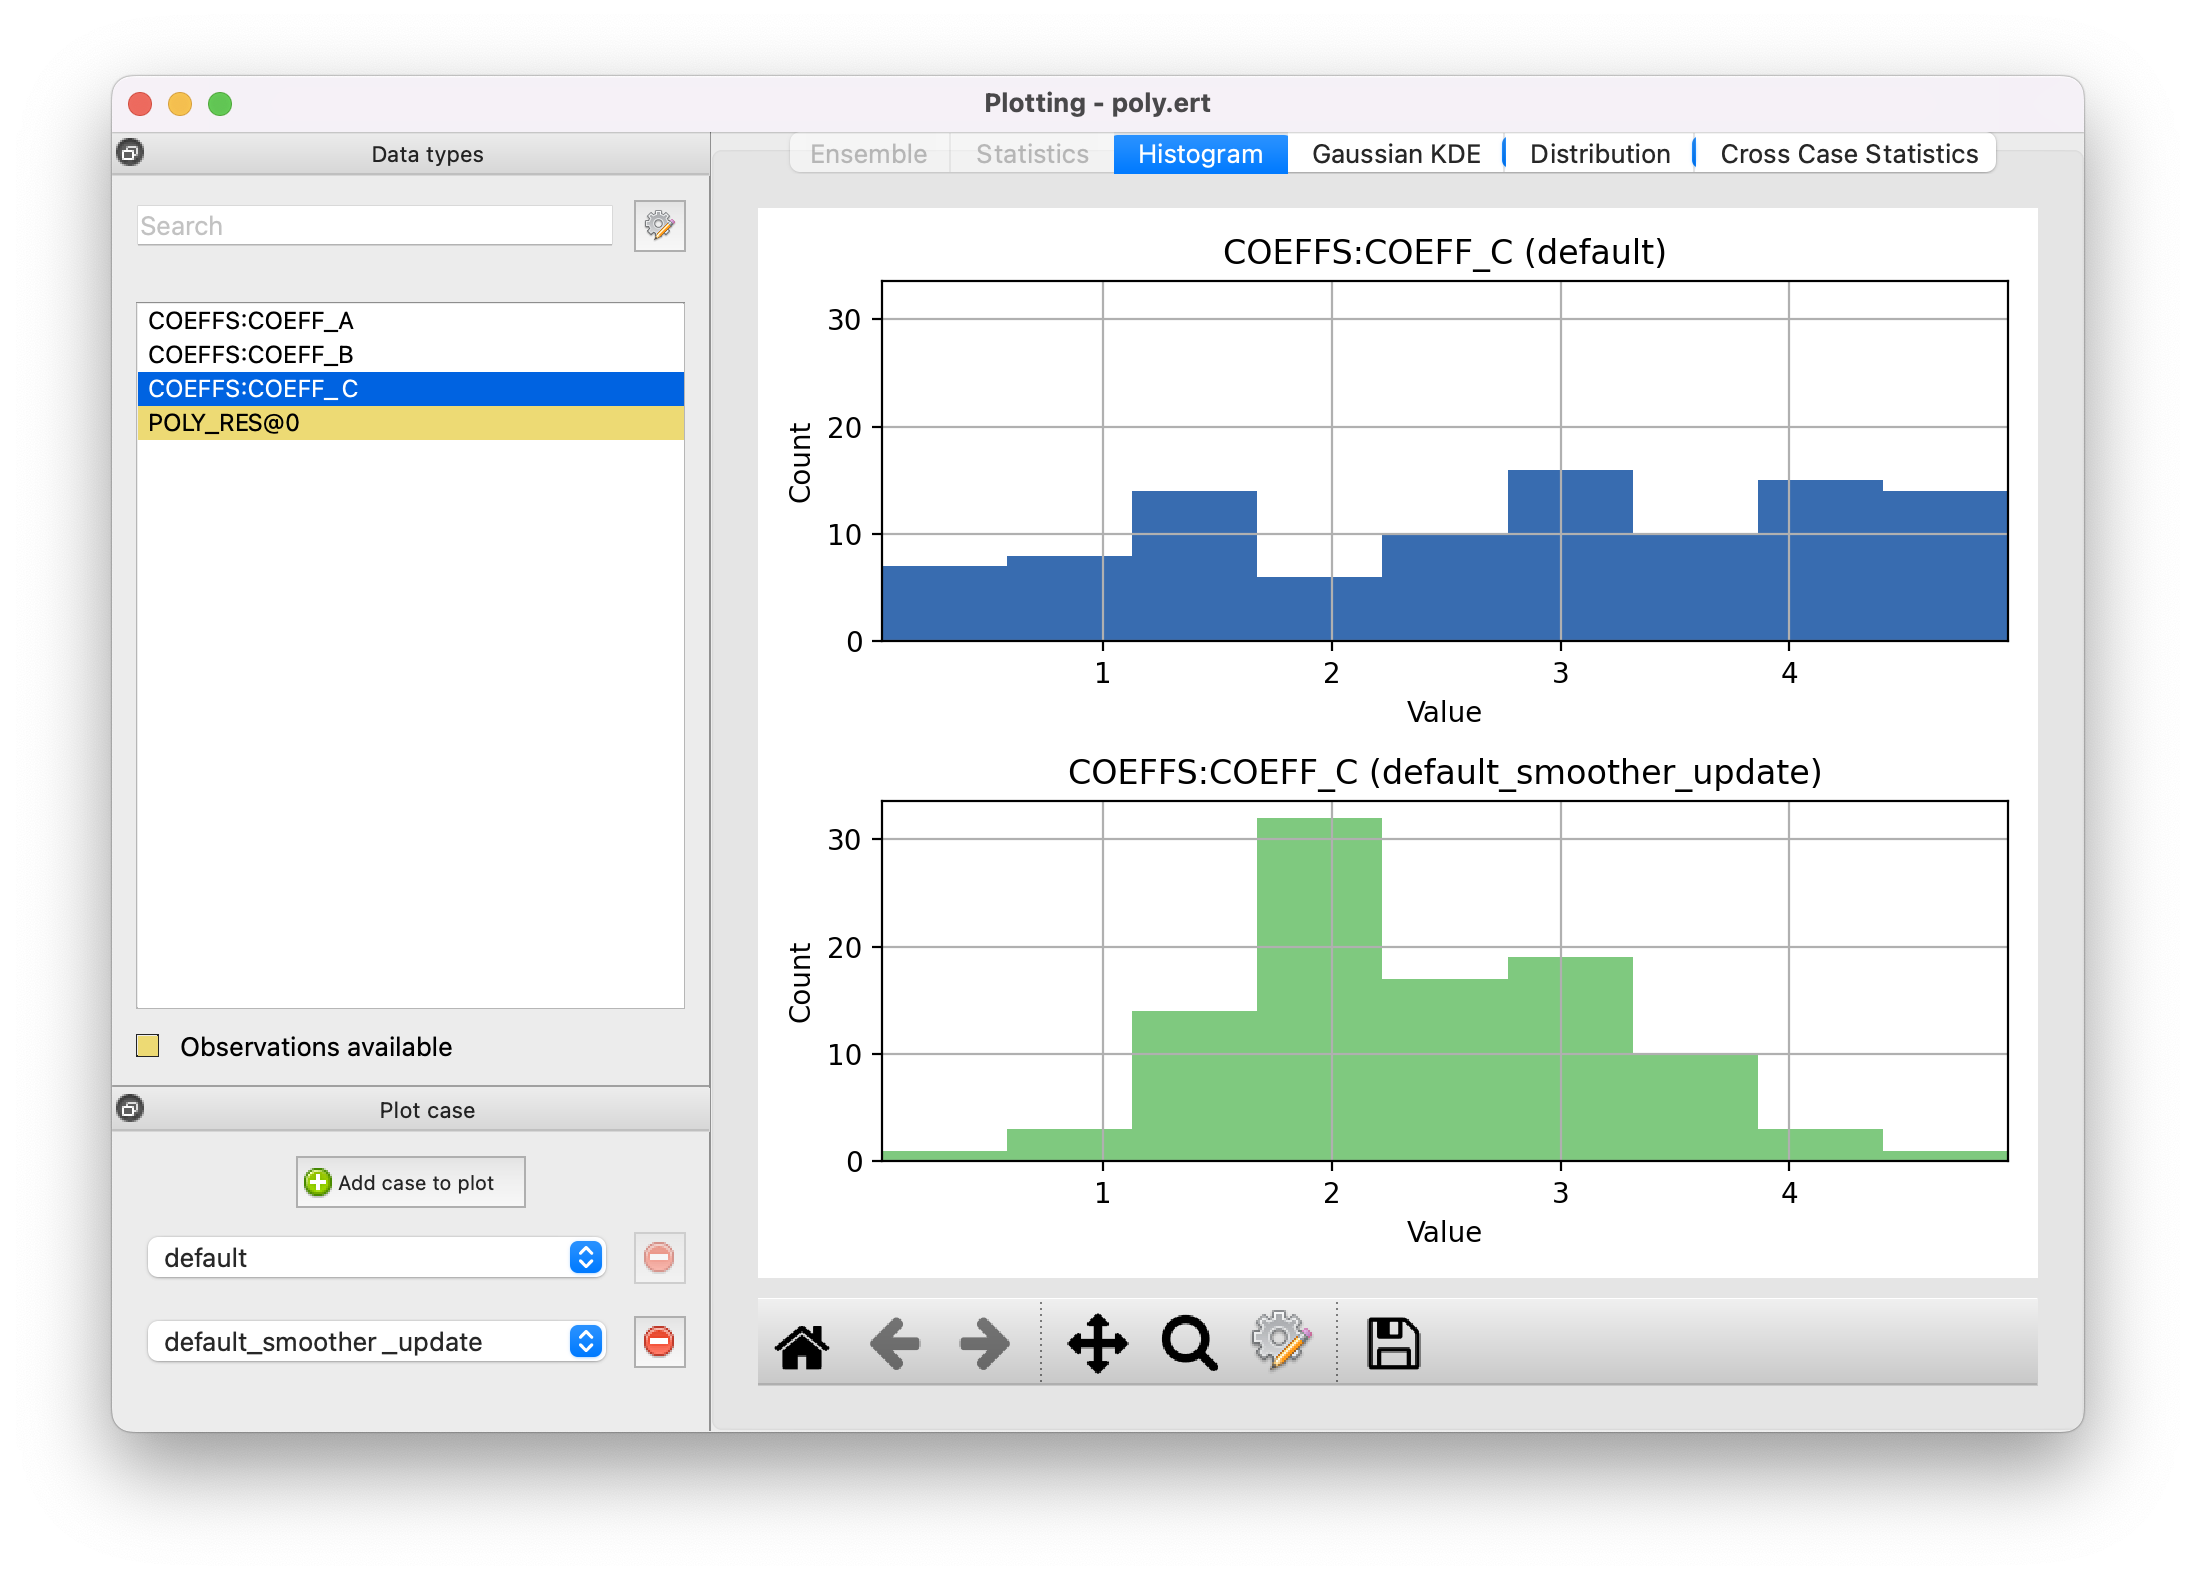 Plotting - poly.ert
Data types
Search
COEFFS:COEFF_A
COEFFS:COEFF_B
COEFFS:COEFF_C
POLY_RES@0
Observations available
Plot case
Add case to plot
default
default_smoother_update
Ensemble Statistics Histogram Gaussian KDE Distribution Cross Case Statistics
COEFFS:COEFF_C (default)
30
20
10
0
Count
1 2 3 4
Value
COEFFS:COEFF_C (default_smoother_update)
30
20
10
0
Count
1 2 3 4
Value